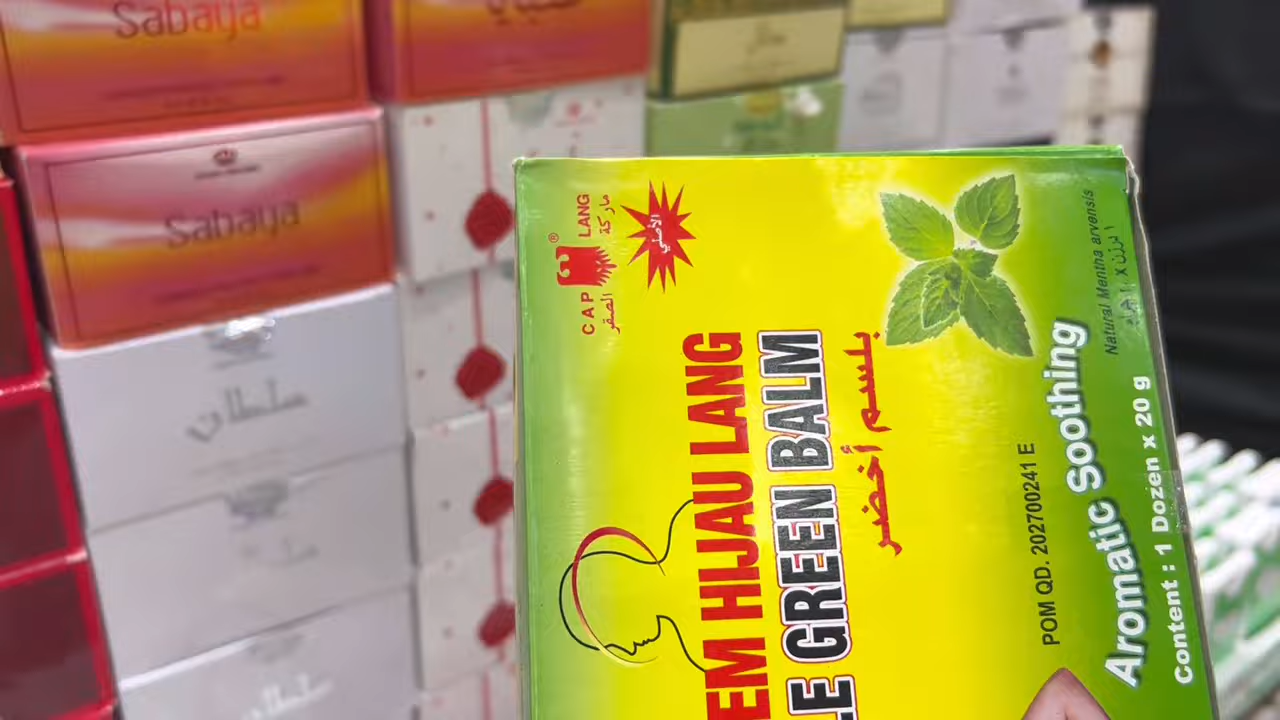 Sabaya
Sabaya
سلطان
CAP LANG
ماركة الصقر
®
الأصلي
EM HIJAU LANG
LE GREEN BALM
بلسم أخضر
Natural Mentha arvensis
POM QD. 202700241 E
Aromatic Soothing
Content : 1 Dozen x 20 g